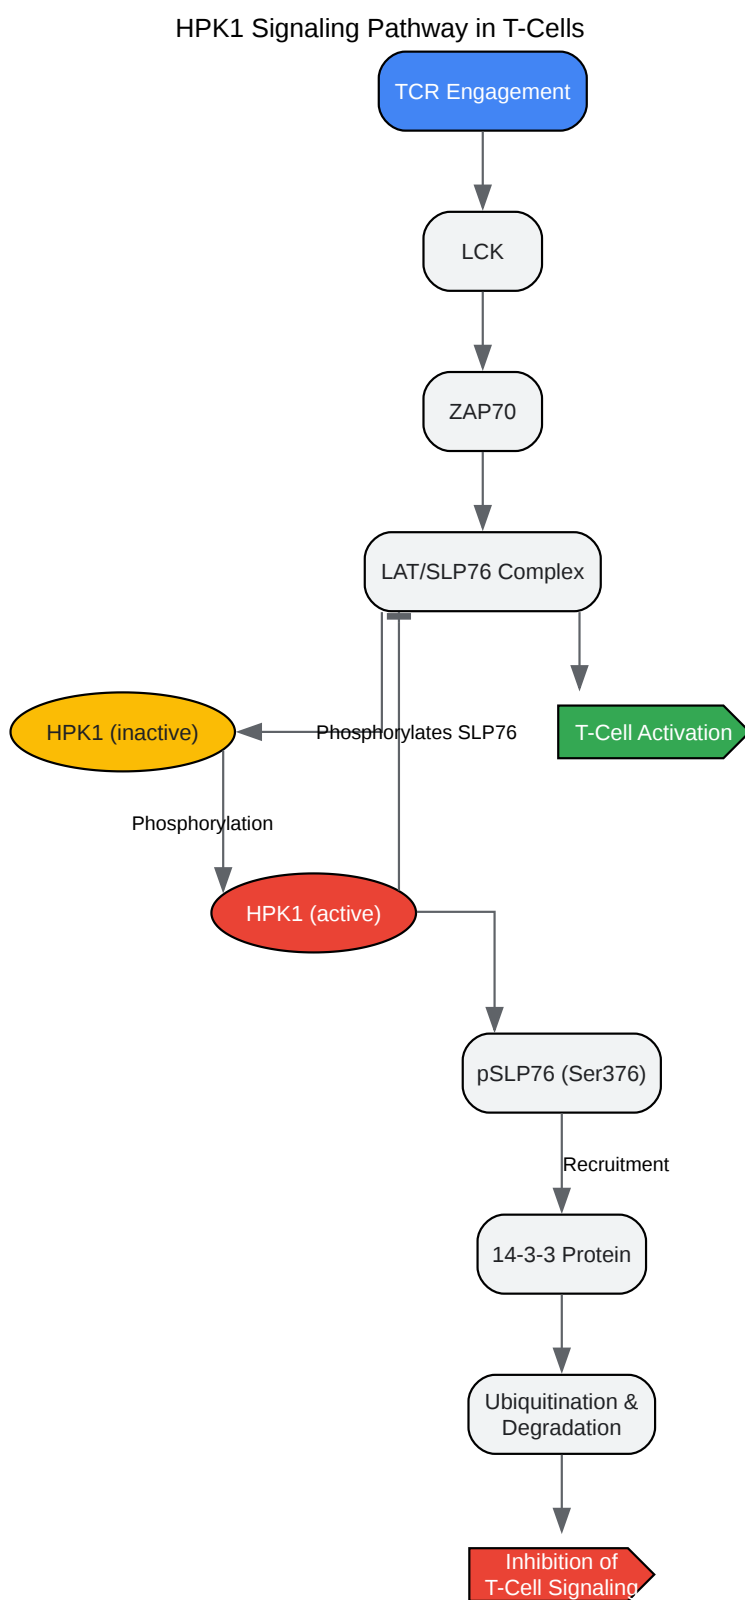 HPK1 Signaling Pathway in T-Cells
TCR Engagement
LCK
ZAP70
LAT/SLP76 Complex
HPK1 (inactive)
Phosphorylates SLP76
T-Cell Activation
Phosphorylation
HPK1 (active)
pSLP76 (Ser376)
Recruitment
14-3-3 Protein
Ubiquitination &
Degradation
Inhibition of
T-Cell Signaling